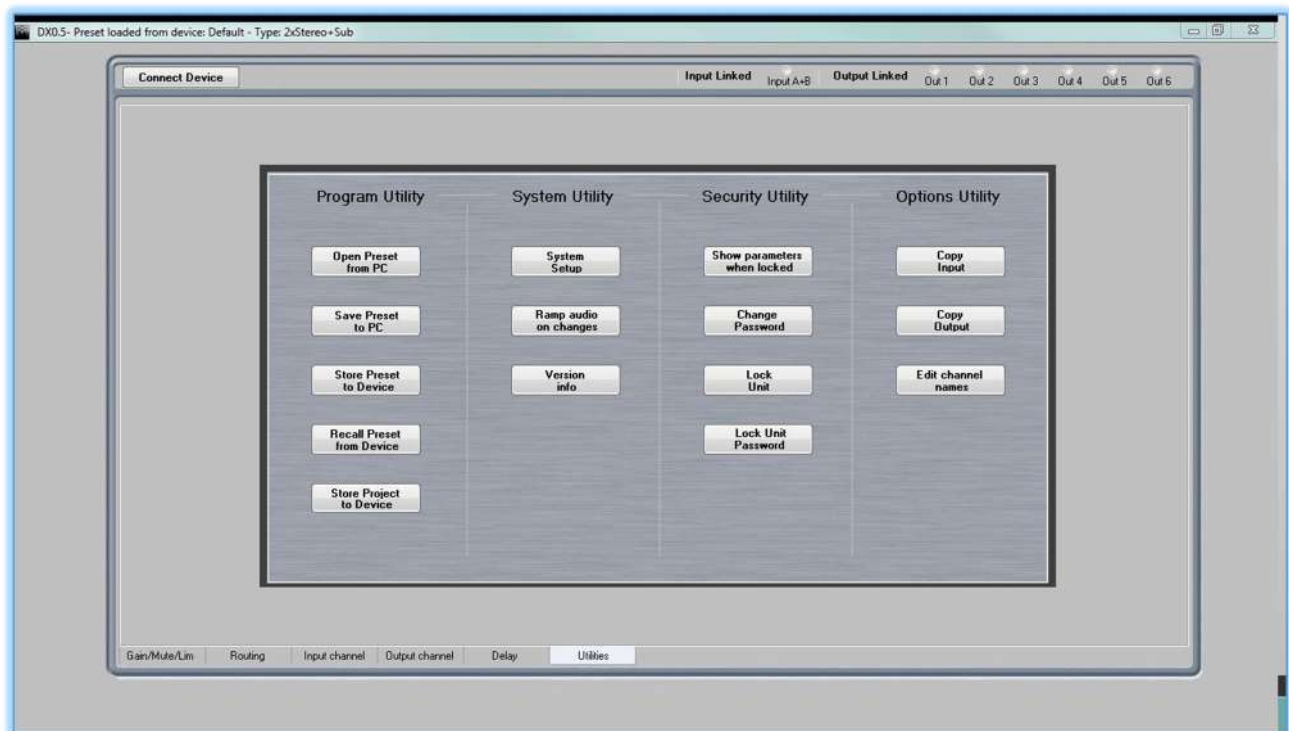 DX0.5- Preset loaded from device: Default - Type: 2xStereo+Sub
Connect Device
Input Linked Input A+B Output Linked Out 1 Out 2 Out 3 Out 4 Out 5 Out 6
Program Utility System Utility Security Utility Options Utility
Open Preset
from PC
System
Setup
Show parameters
when locked
Copy
Input
Save Preset
to PC
Ramp audio
on changes
Change
Password
Copy
Output
Store Preset
to Device
Version
info
Lock
Unit
Edit channel
names
Recall Preset
from Device
Lock Unit
Password
Store Project
to Device
Gain/Mute/Lim Routing Input channel Output channel Delay Utilities